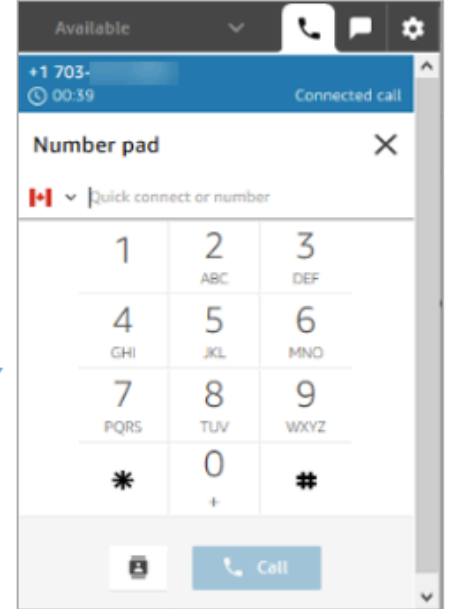 Available
+1 703-
00:39 Connected call
Number pad
Quick connect or number
1 2 3
ABC DEF
4 5 6
GHI JKL MNO
7 8 9
PQRS TUV WXYZ
* 0 #
+
Call